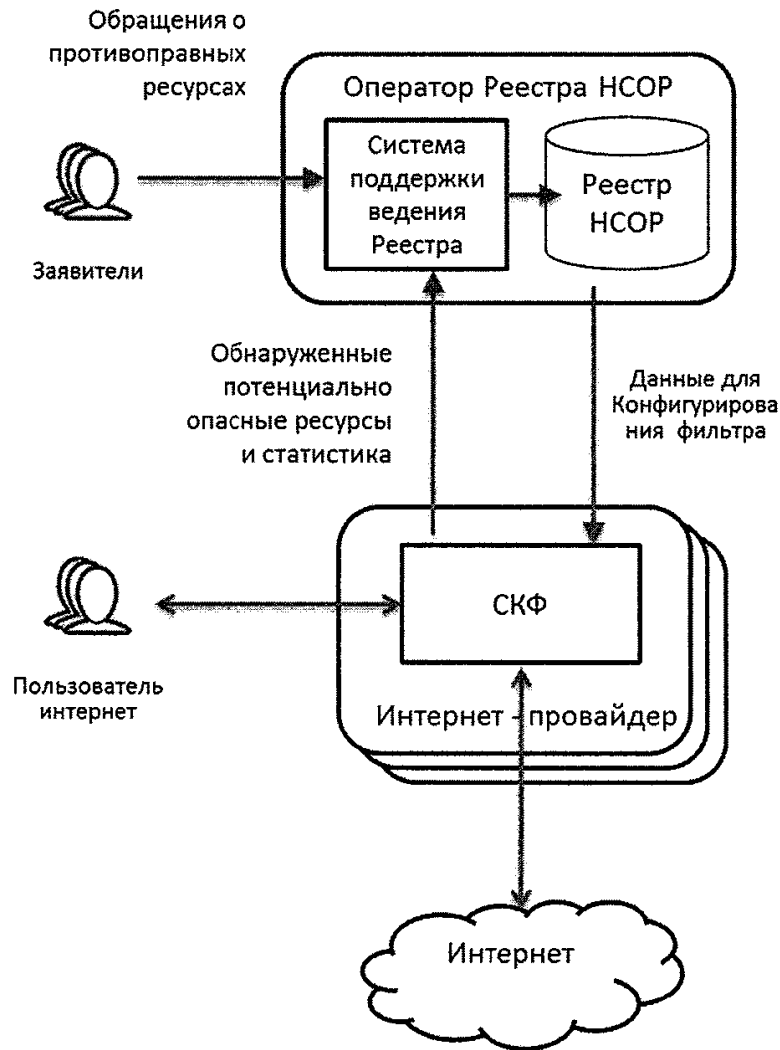 Обращения о
противоправных
ресурсах
Оператор Реестра НСОР
Система
поддержки
ведения
Реестра
Реестр
НСОР
Заявители
Обнаруженные
потенциально
опасные ресурсы
и статистика
Данные для
Конфигурирова
ния фильтра
СКФ
Пользователь
интернет
Интернет - провайдер
Интернет